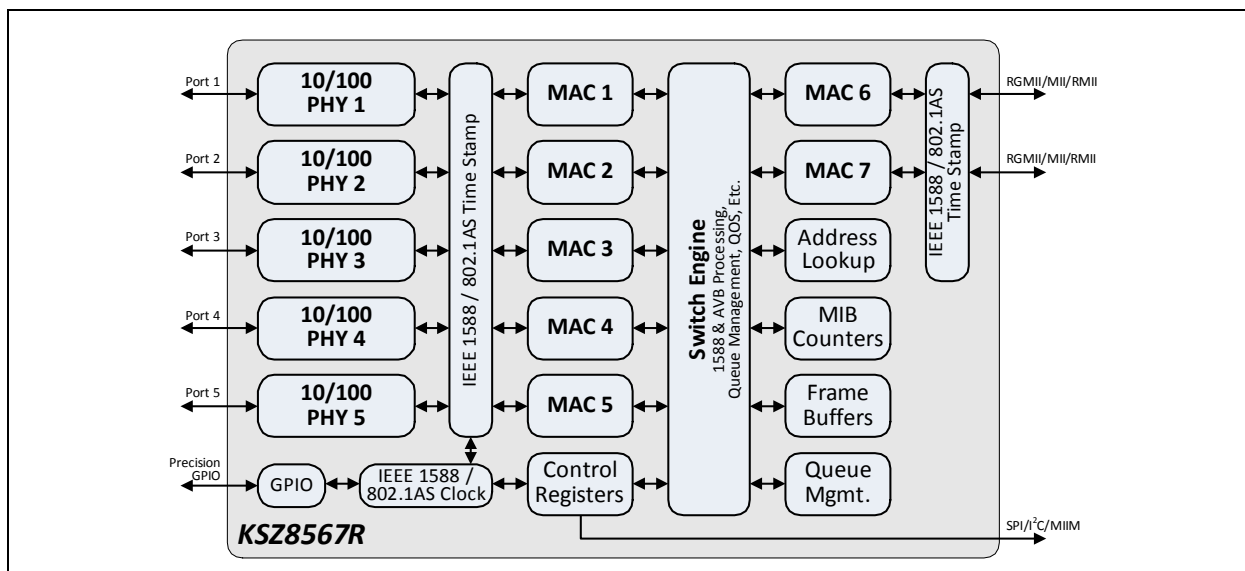 Port 1
10/100
PHY 1
MAC 1
MAC 6
RGMII/MII/RMII
Port 2
10/100
PHY 2
MAC 2
MAC 7
RGMII/MII/RMII
IEEE 1588 / 802.1AS Time Stamp
Switch Engine
1588 & AVB Processing,
Queue Management, QOS, Etc.
IEEE 1588 / 802.1AS
Time Stamp
Port 3
10/100
PHY 3
MAC 3
Address
Lookup
Port 4
10/100
PHY 4
MAC 4
MIB
Counters
Port 5
10/100
PHY 5
MAC 5
Frame
Buffers
Precision
GPIO
GPIO
IEEE 1588 /
802.1AS Clock
Control
Registers
Queue
Mgmt.
KSZ8567R
SPI/I²C/MIIM